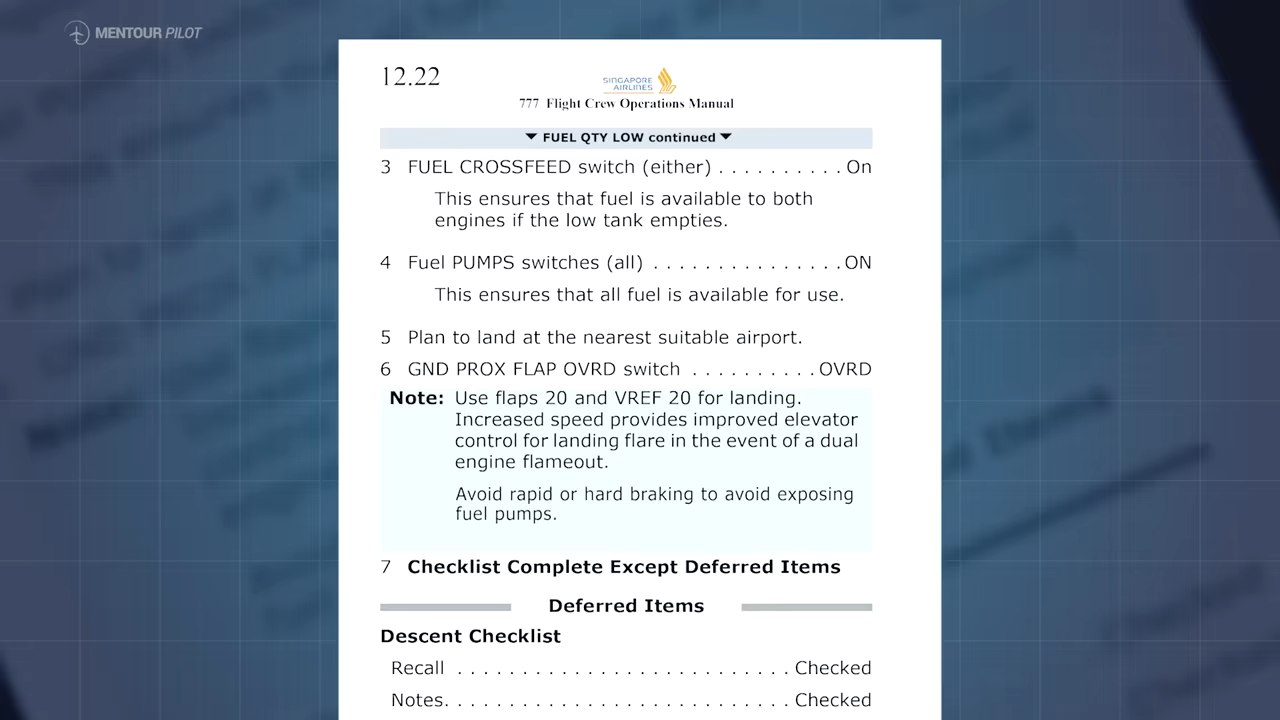 MENTOUR PILOT
12.22
SINGAPORE
AIRLINES
777 Flight Crew Operations Manual
FUEL QTY LOW continued
3 FUEL CROSSFEED switch (either) . . . . . . . . . . On
This ensures that fuel is available to both
engines if the low tank empties.
4 Fuel PUMPS switches (all) . . . . . . . . . . . . . . . ON
This ensures that all fuel is available for use.
5 Plan to land at the nearest suitable airport.
6 GND PROX FLAP OVRD switch . . . . . . . . . . OVRD
Note: Use flaps 20 and VREF 20 for landing.
Increased speed provides improved elevator
control for landing flare in the event of a dual
engine flameout.
Avoid rapid or hard braking to avoid exposing
fuel pumps.
7 Checklist Complete Except Deferred Items
Deferred Items
Descent Checklist
Recall . . . . . . . . . . . . . . . . . . . . . . . . . . Checked
Notes. . . . . . . . . . . . . . . . . . . . . . . . . . . Checked